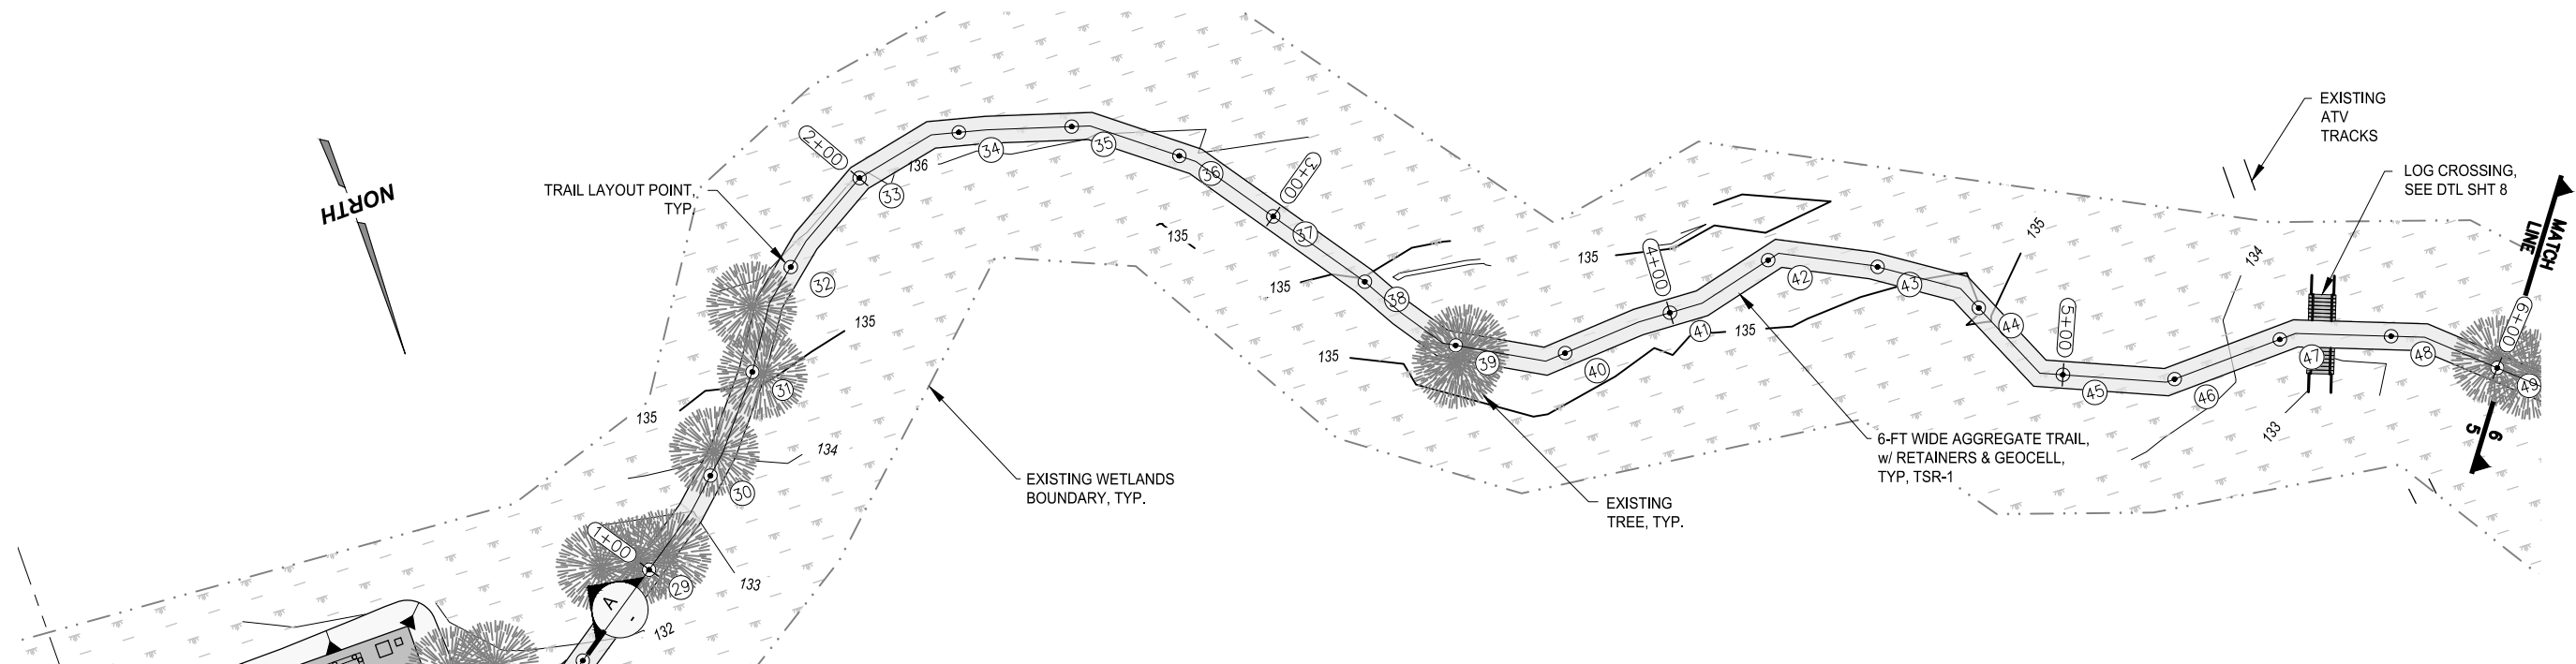 NORTH
TRAIL LAYOUT POINT,
TYP.
2+00
136
33
34
35
36
3+00
37
135
32
135
31
135
30
134
1+00
29
133
A
-
132
EXISTING WETLANDS
BOUNDARY, TYP.
135
38
135
39
40
135
4+00
41
135
42
43
135
44
5+00
45
46
EXISTING
TREE, TYP.
6-FT WIDE AGGREGATE TRAIL,
w/ RETAINERS & GEOCELL,
TYP, TSR-1
EXISTING
ATV
TRACKS
LOG CROSSING,
SEE DTL SHT 8
134
47
133
48
6+00
49
MATCH
LINE
6
5